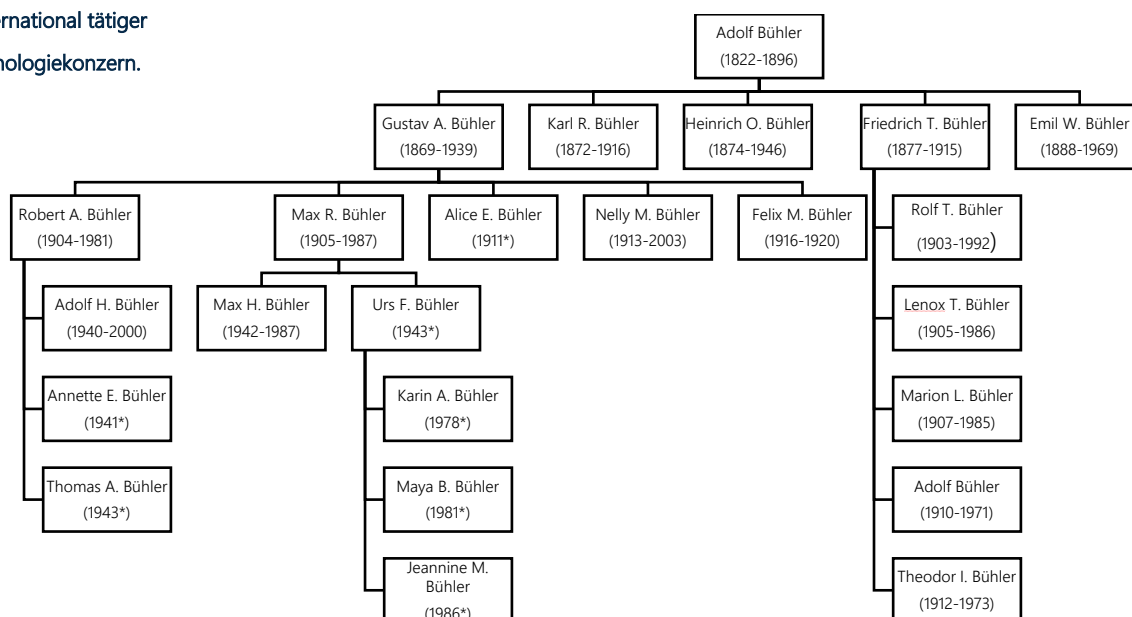 ernational tätiger
nologiekonzern.
Adolf Bühler
(1822-1896)
Gustav A. Bühler
(1869-1939)
Karl R. Bühler
(1872-1916)
Heinrich O. Bühler
(1874-1946)
Friedrich T. Bühler
(1877-1915)
Emil W. Bühler
(1888-1969)
Robert A. Bühler
(1904-1981)
Max R. Bühler
(1905-1987)
Alice E. Bühler
(1911*)
Nelly M. Bühler
(1913-2003)
Felix M. Bühler
(1916-1920)
Rolf T. Bühler
(1903-1992)
Adolf H. Bühler
(1940-2000)
Max H. Bühler
(1942-1987)
Urs F. Bühler
(1943*)
Lenox T. Bühler
(1905-1986)
Annette E. Bühler
(1941*)
Karin A. Bühler
(1978*)
Marion L. Bühler
(1907-1985)
Thomas A. Bühler
(1943*)
Maya B. Bühler
(1981*)
Adolf Bühler
(1910-1971)
Jeannine M.
Bühler
(1986*)
Theodor I. Bühler
(1912-1973)